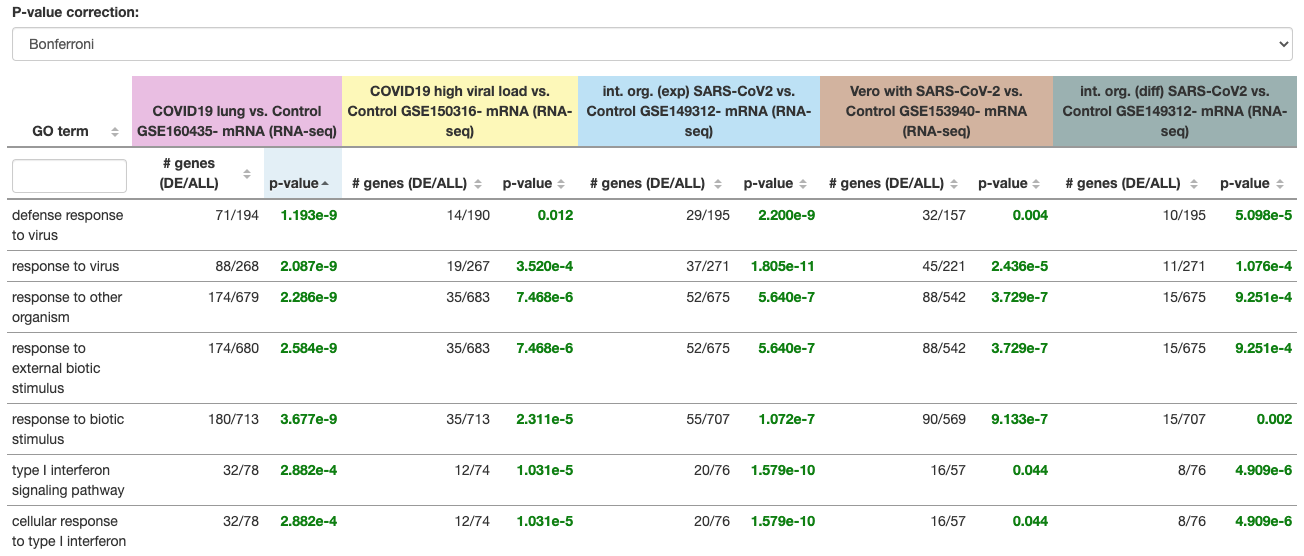 P-value correction:
Bonferroni
GO term
COVID19 lung vs. Control
GSE160435- mRNA (RNA-seq)
COVID19 high viral load vs.
Control GSE150316- mRNA (RNA-
seq)
int. org. (exp) SARS-CoV2 vs.
Control GSE149312- mRNA (RNA-
seq)
Vero with SARS-CoV-2 vs.
Control GSE153940- mRNA
(RNA-seq)
int. org. (diff) SARS-CoV2 vs.
Control GSE149312- mRNA (RNA-
seq)
# genes
(DE/ALL) p-value # genes (DE/ALL) p-value # genes (DE/ALL) p-value # genes (DE/ALL) p-value # genes (DE/ALL) p-value
defense response 71/194 1.193e-9 14/190 0.012 29/195 2.200e-9 32/157 0.004 10/195 5.098e-5
to virus
response to virus 88/268 2.087e-9 19/267 3.520e-4 37/271 1.805e-11 45/221 2.436e-5 11/271 1.076e-4
response to other 174/679 2.286e-9 35/683 7.468e-6 52/675 5.640e-7 88/542 3.729e-7 15/675 9.251e-4
organism
response to 174/680 2.584e-9 35/683 7.468e-6 52/675 5.640e-7 88/542 3.729e-7 15/675 9.251e-4
external biotic
stimulus
response to biotic 180/713 3.677e-9 35/713 2.311e-5 55/707 1.072e-7 90/569 9.133e-7 15/707 0.002
stimulus
type I interferon 32/78 2.882e-4 12/74 1.031e-5 20/76 1.579e-10 16/57 0.044 8/76 4.909e-6
signaling pathway
cellular response 32/78 2.882e-4 12/74 1.031e-5 20/76 1.579e-10 16/57 0.044 8/76 4.909e-6
to type I interferon